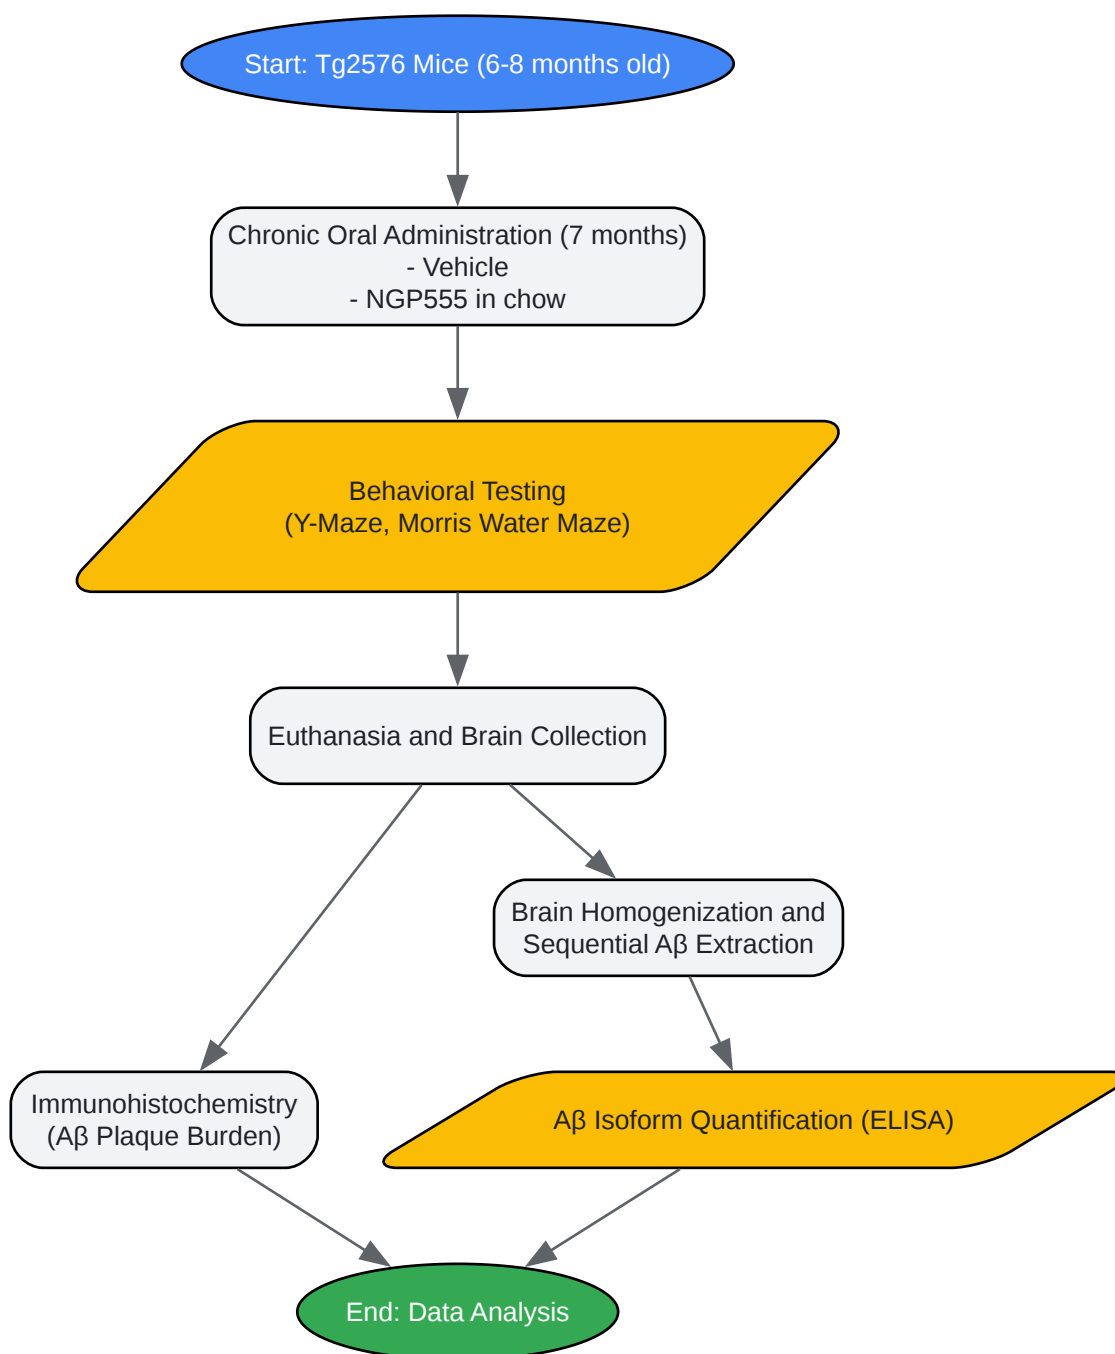 Start: Tg2576 Mice (6-8 months old)
Chronic Oral Administration (7 months)
- Vehicle
- NGP555 in chow
Behavioral Testing
(Y-Maze, Morris Water Maze)
Euthanasia and Brain Collection
Brain Homogenization and
Sequential Aβ Extraction
Immunohistochemistry
(Aβ Plaque Burden)
Aβ Isoform Quantification (ELISA)
End: Data Analysis